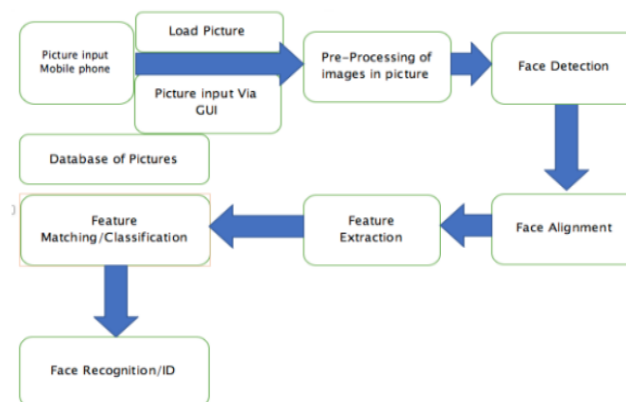 Load Picture
Picture input
Mobile phone
Picture input Via
GUI
Pre-Processing of
images in picture
Face Detection
Database of Pictures
Feature
Matching/Classification
Feature
Extraction
Face Alignment
Face Recognition/ID